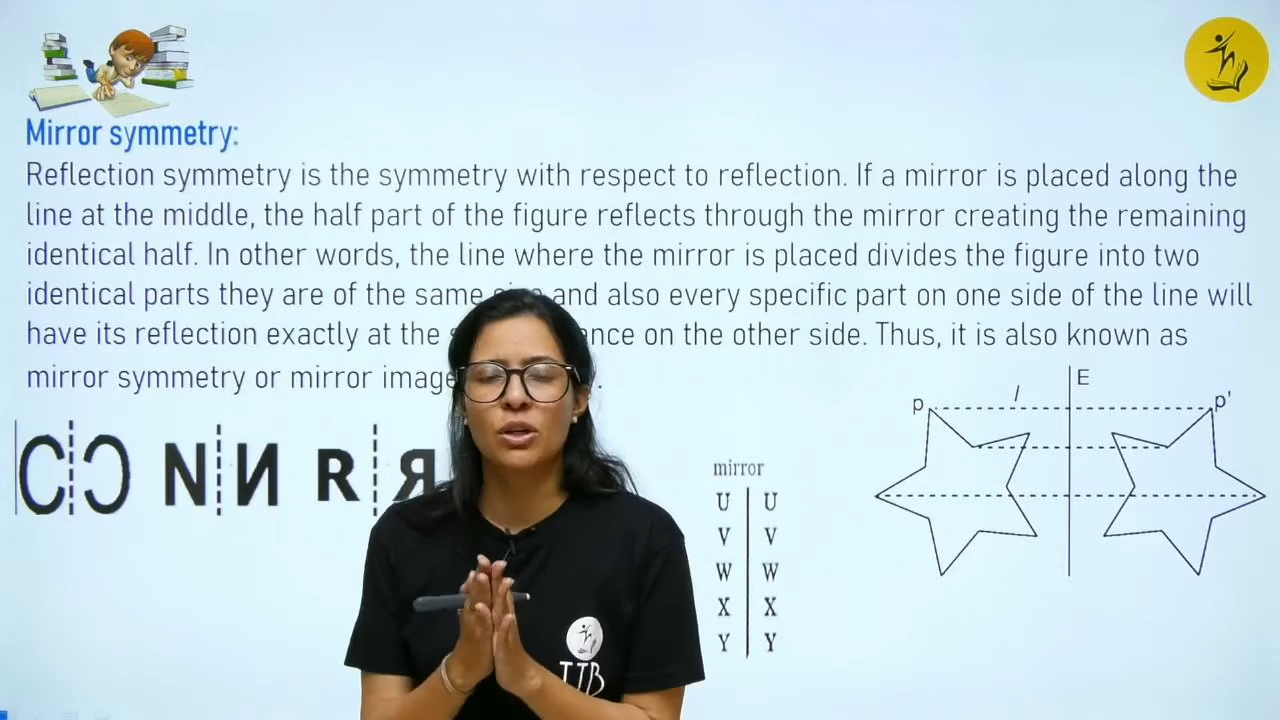 Mirror symmetry:
Reflection symmetry is the symmetry with respect to reflection. If a mirror is placed along the
line at the middle, the half part of the figure reflects through the mirror creating the remaining
identical half. In other words, the line where the mirror is placed divides the figure into two
identical parts they are of the same and also every specific part on one side of the line will
have its reflection exactly at the on the other side. Thus, it is also known as
mirror symmetry or mirror image .
C Ɔ N И R Я
mirror
U U
V V
W W
X X
Y Y
E
p l p'
TTB